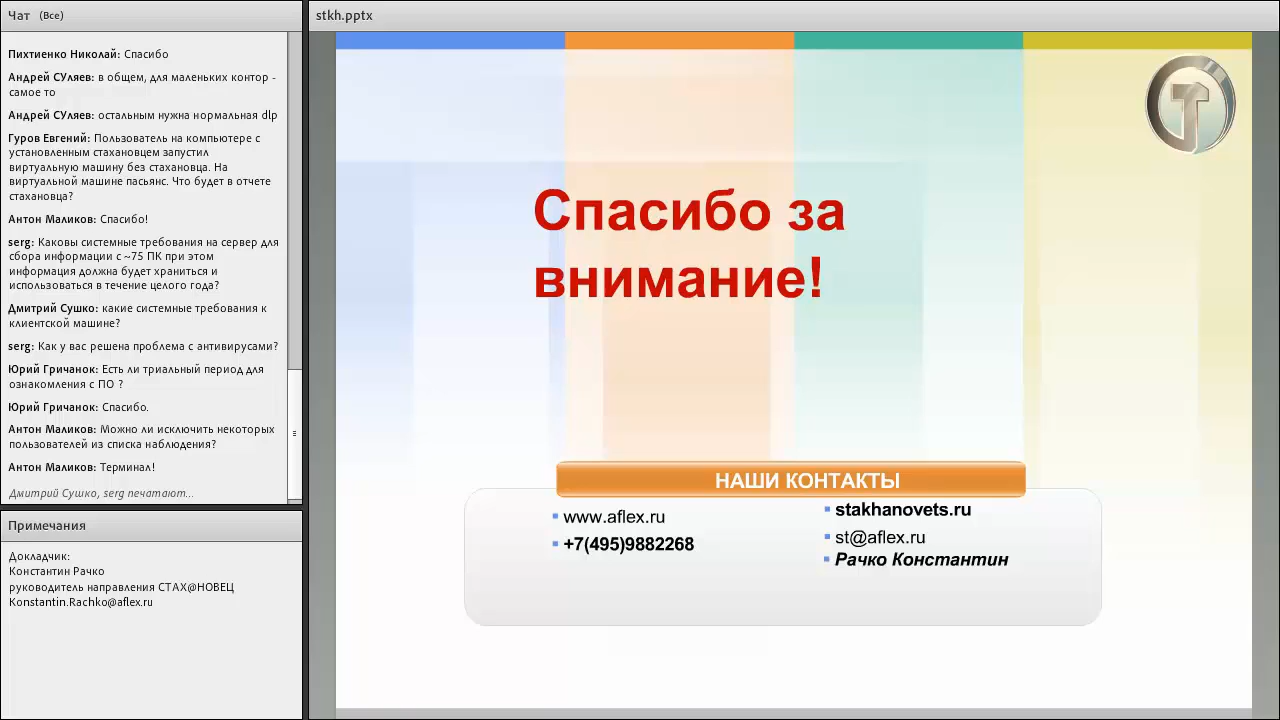 Чат (Все)
Пихтиенко Николай: Спасибо
Андрей СУляев: в общем, для маленьких контор -
самое то
Андрей СУляев: остальным нужна нормальная dlp
Гуров Евгений: Пользователь на компьютере с
установленным стахановцем запустил
виртуальную машину без стахановца. На
виртуальной машине пасьянс. Что будет в отчете
стахановца?
Антон Маликов: Спасибо!
serg: Каковы системные требования на сервер для
сбора информации с ~75 ПК при этом
информация должна будет храниться и
использоваться в течение целого года?
Дмитрий Сушко: какие системные требования к
клиентской машине?
serg: Как у вас решена проблема с антивирусами?
Юрий Гричанок: Есть ли триальный период для
ознакомления с ПО ?
Юрий Гричанок: Спасибо.
Антон Маликов: Можно ли исключить некоторых
пользователей из списка наблюдения?
Антон Маликов: Терминал!
Дмитрий Сушко, serg печатают...
Примечания
Докладчик:
Константин Рачко
руководитель направления СТАХ@НОВЕЦ
Konstantin.Rachko@aflex.ru
stkh.pptx
Спасибо за
внимание!
НАШИ КОНТАКТЫ
www.aflex.ru
+7(495)9882268
stakhanovets.ru
st@aflex.ru
Рачко Константин